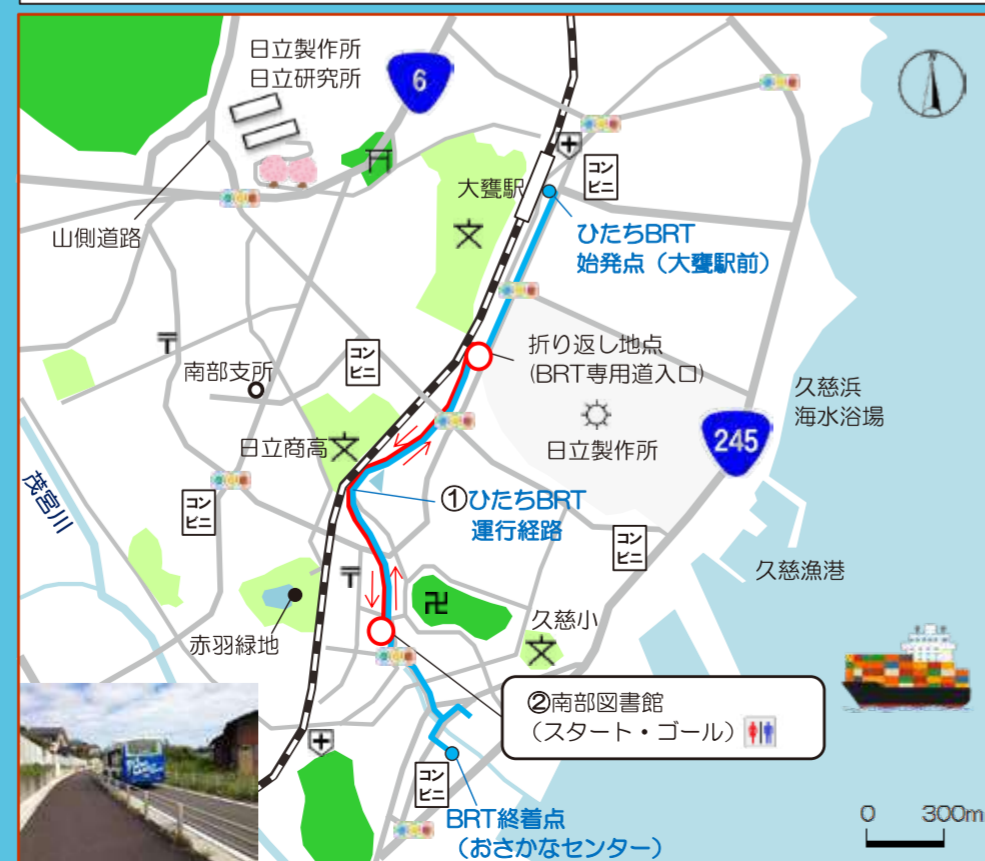 日立製作所
日立研究所
6
コン
ビニ
大甕駅
山側道路
ひたちBRT
始発点（大甕駅前）
折り返し地点
(BRT専用道入口)
コン
ビニ
南部支所
久慈浜
海水浴場
日立商高
日立製作所
245
コン
ビニ
茂宮川
①ひたちBRT
運行経路
コン
ビニ
久慈漁港
久慈小
赤羽緑地
②南部図書館
（スタート・ゴール）
コン
ビニ
BRT終着点
（おさかなセンター）
0 300m